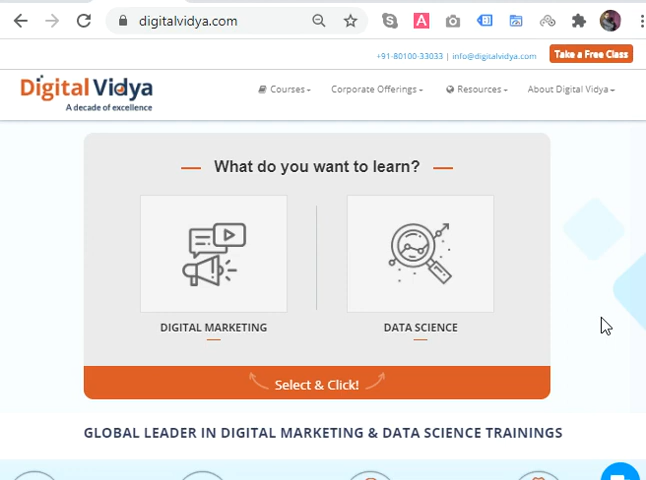 digitalvidya.com
A
+91-80100-33033 | info@digitalvidya.com
Take a Free Class
Digital Vidya
A decade of excellence
Courses
Corporate Offerings
Resources
About Digital Vidya
What do you want to learn?
DIGITAL MARKETING
DATA SCIENCE
Select & Click!
GLOBAL LEADER IN DIGITAL MARKETING & DATA SCIENCE TRAININGS